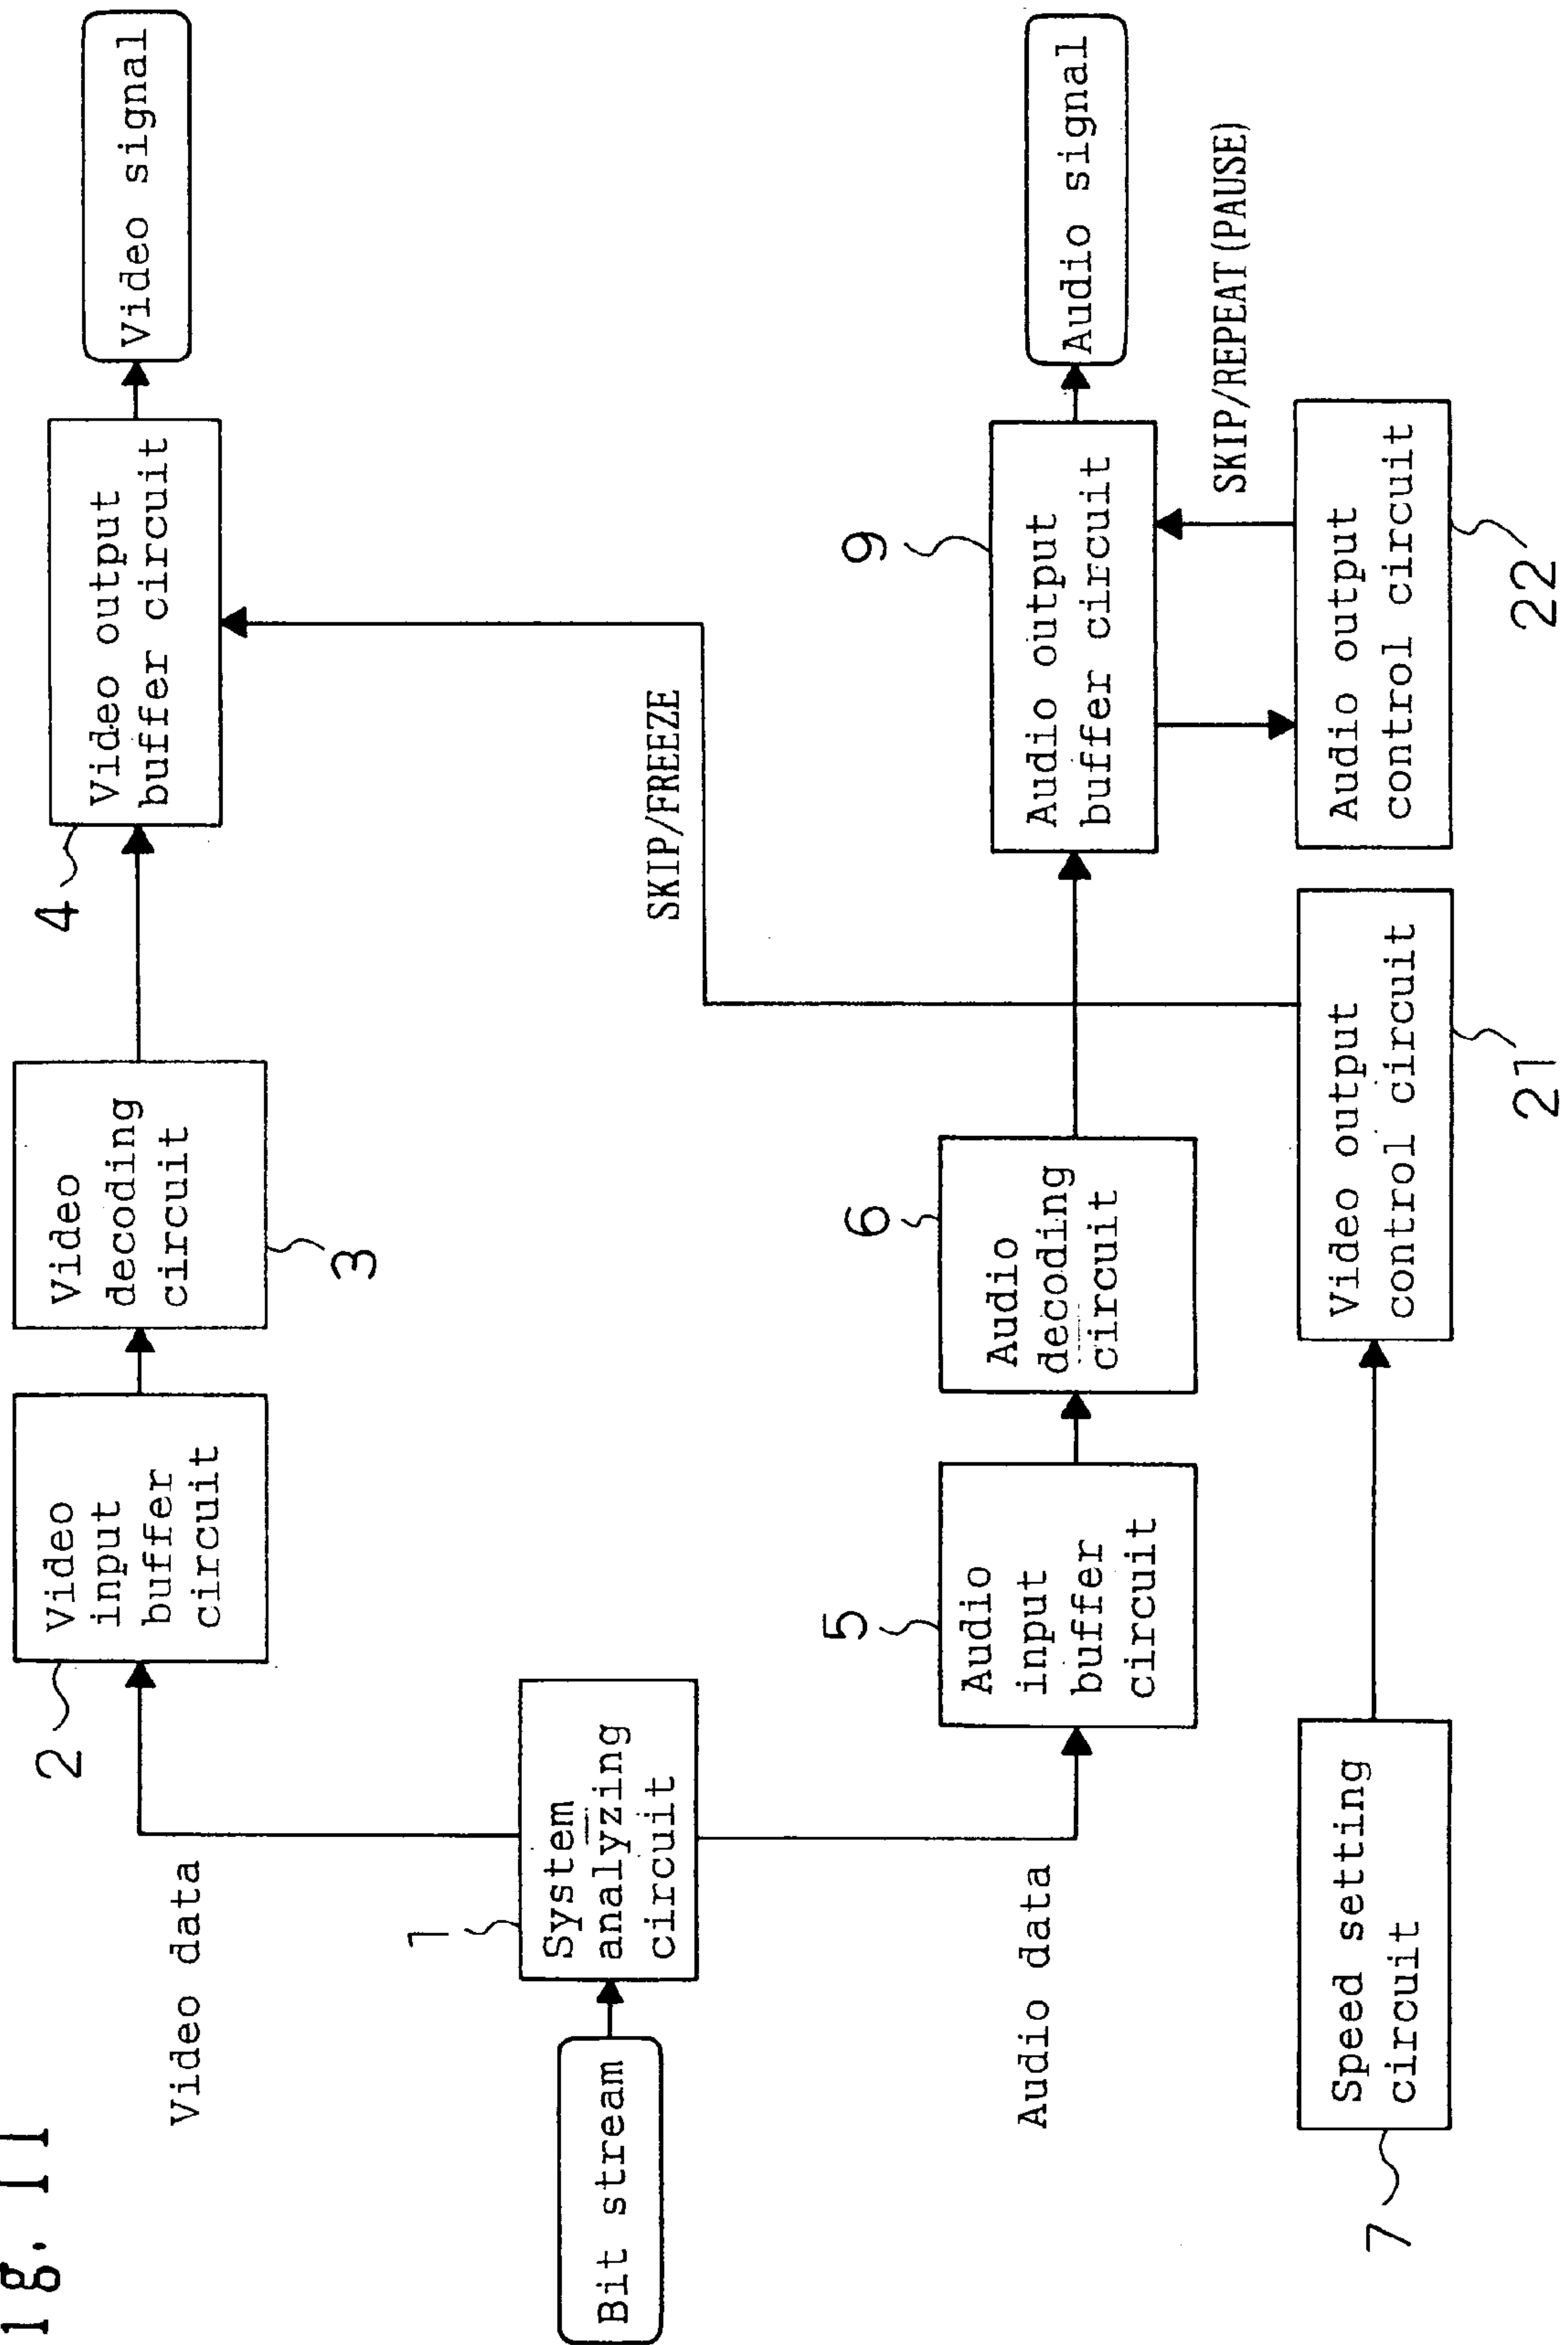 ig. 11
Video data
2
Video
input
buffer
circuit
Video
decoding
circuit
3
4
Video output
buffer circuit
Video signal
Bit stream
1
System
analyzing
circuit
SKIP/FREEZE
Audio data
5
Audio
input
buffer
circuit
6
Audio
decoding
circuit
9
Audio output
buffer circuit
Audio signal
SKIP/REPEAT(PAUSE)
7
Speed setting
circuit
Video output
control circuit
21
Audio output
control circuit
22